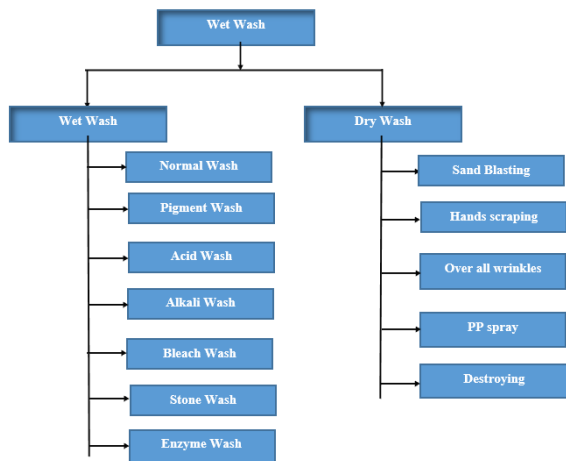 Wet Wash
Wet Wash
Dry Wash
Normal Wash
Pigment Wash
Acid Wash
Alkali Wash
Bleach Wash
Stone Wash
Enzyme Wash
Sand Blasting
Hands scraping
Over all wrinkles
PP spray
Destroying